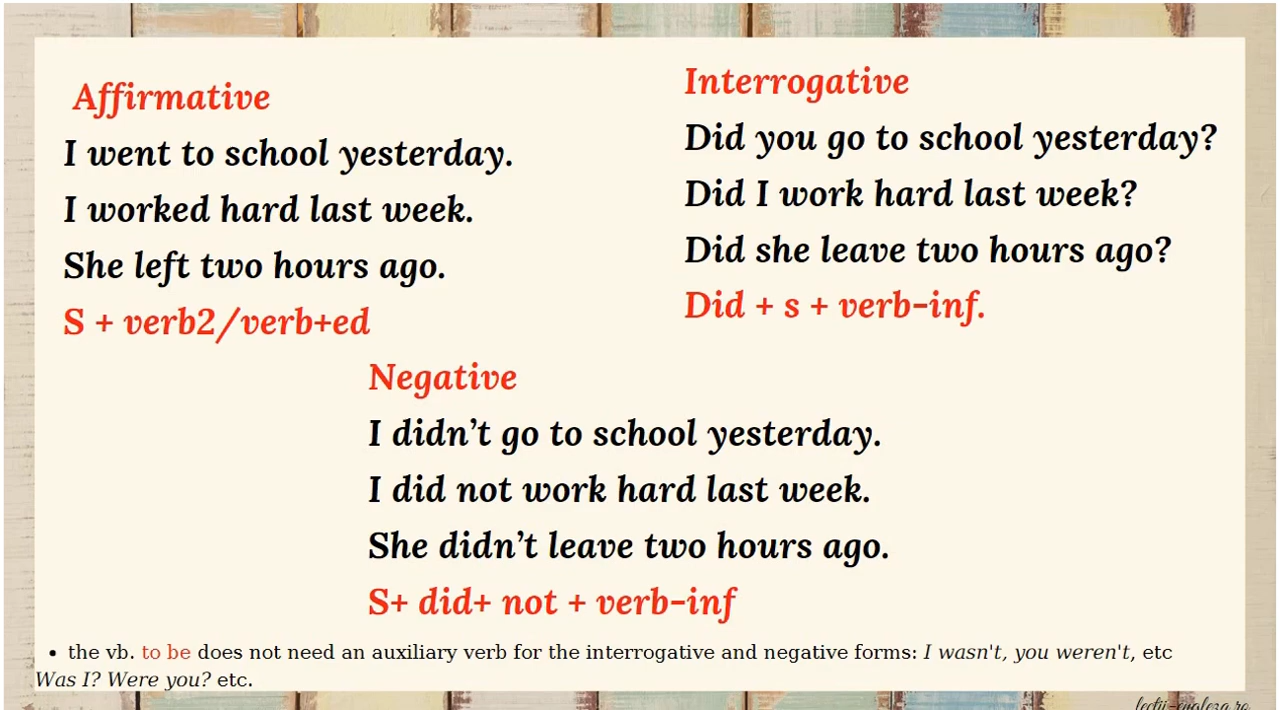 Affirmative
I went to school yesterday.
I worked hard last week.
She left two hours ago.
S + verb2/verb+ed
Interrogative
Did you go to school yesterday?
Did I work hard last week?
Did she leave two hours ago?
Did + s + verb-inf.
Negative
I didn’t go to school yesterday.
I did not work hard last week.
She didn’t leave two hours ago.
S+ did+ not + verb-inf
• the vb. to be does not need an auxiliary verb for the interrogative and negative forms: I wasn't, you weren't, etc
Was I? Were you? etc.
lectii-engleza.ro